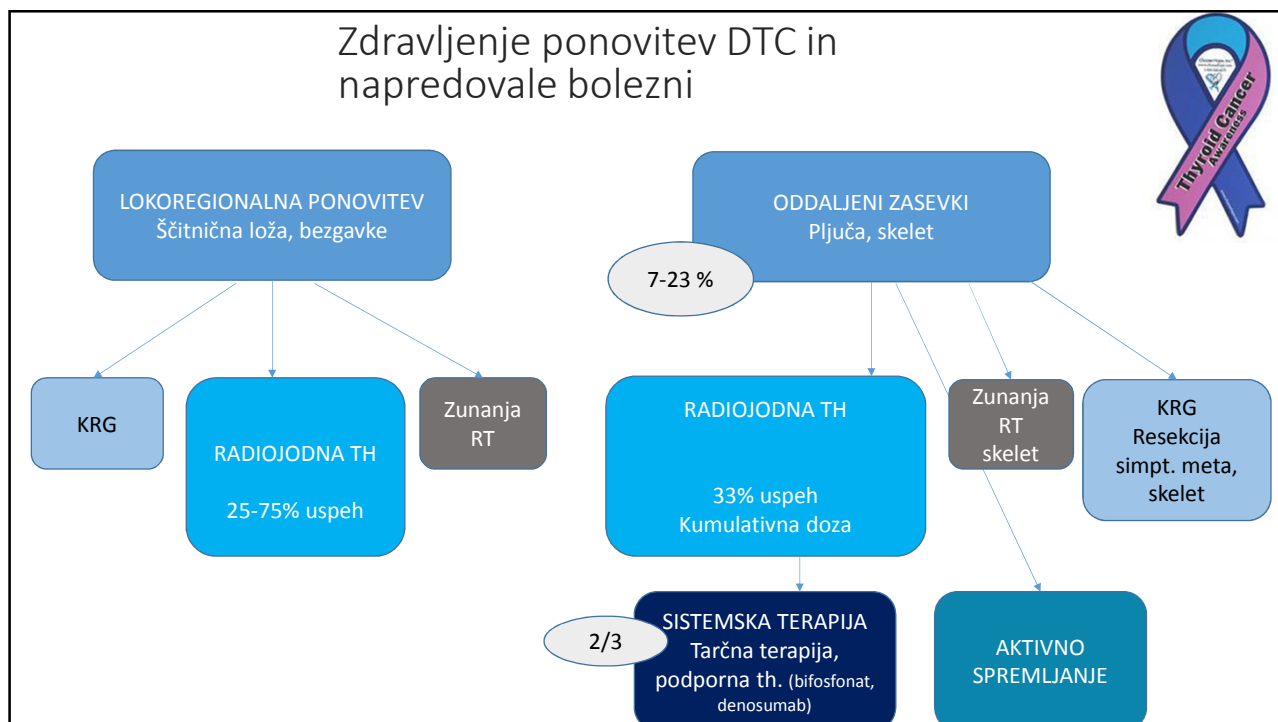 Zdravljenje ponovitev DTC in
napredovale bolezni
Thyroid Cancer
Awareness
LOKOREGIONALNA PONOVITEV
Ščitnična loža, bezgavke
ODDALJENI ZASEVKI
Pljuča, skelet
7-23 %
KRG
RADIOJODNA TH
25-75% uspeh
Zunanja
RT
RADIOJODNA TH
33% uspeh
Kumulativna doza
Zunanja
RT
skelet
KRG
Resekcija
simpt. meta,
skelet
2/3
SISTEMSKA TERAPIJA
Tarčna terapija,
podporna th. (bifosfonat,
denosumab)
AKTIVNO
SPREMLJANJE